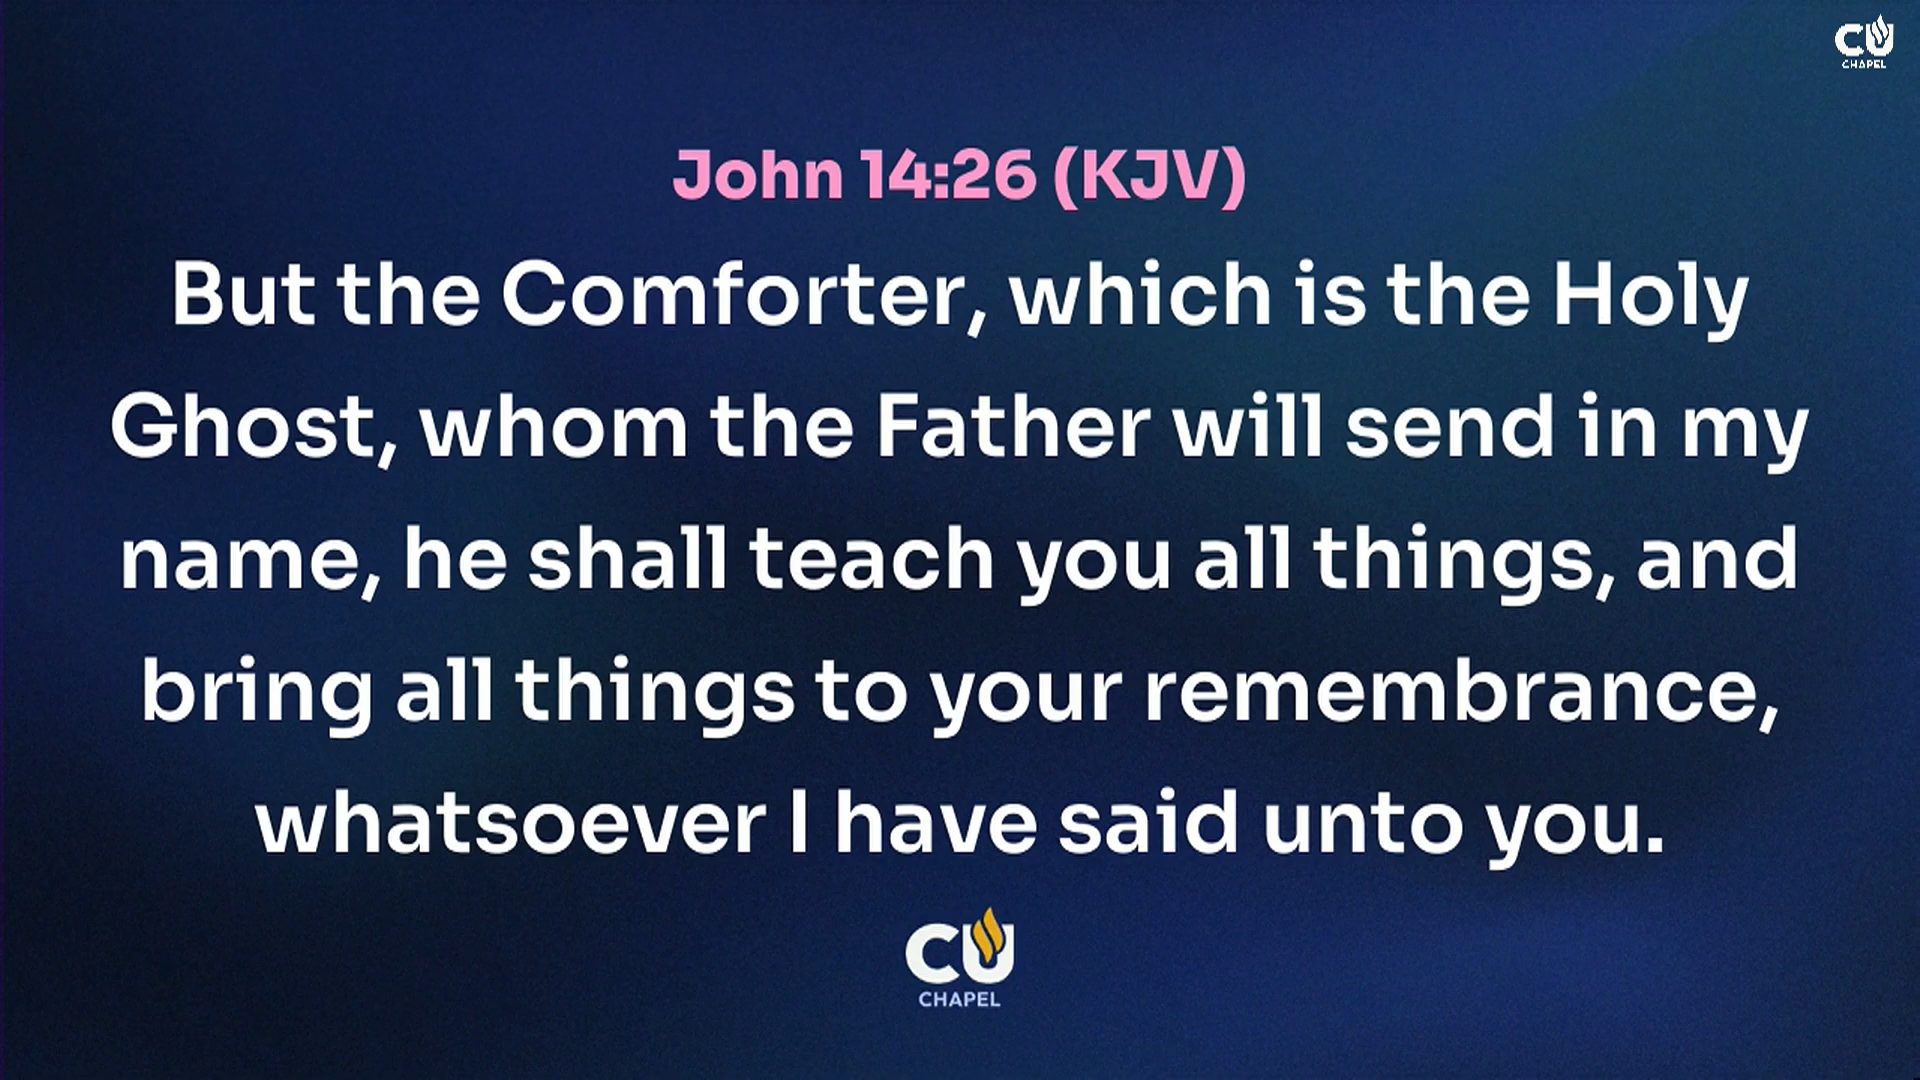 CU
CHAPEL
John 14:26 (KJV)
But the Comforter, which is the Holy
Ghost, whom the Father will send in my
name, he shall teach you all things, and
bring all things to your remembrance,
whatsoever I have said unto you.
CU
CHAPEL